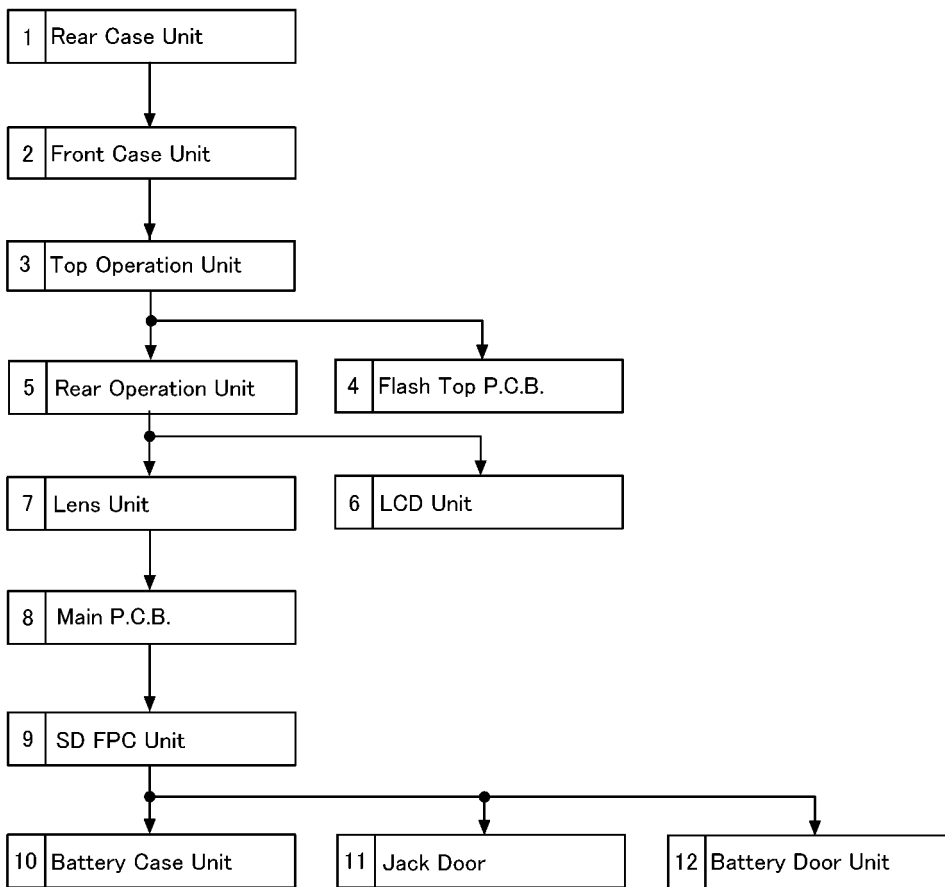 1 Rear Case Unit
2 Front Case Unit
3 Top Operation Unit
5 Rear Operation Unit
4 Flash Top P.C.B.
7 Lens Unit
6 LCD Unit
8 Main P.C.B.
9 SD FPC Unit
10 Battery Case Unit
11 Jack Door
12 Battery Door Unit